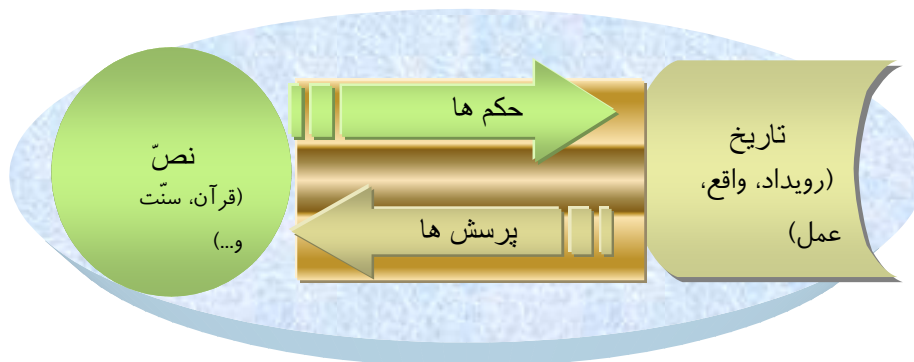 تاریخ
(رویداد، واقع،
عمل)
حکم ها
پرسش ها
نصّ
(قرآن، سنّت
و...)